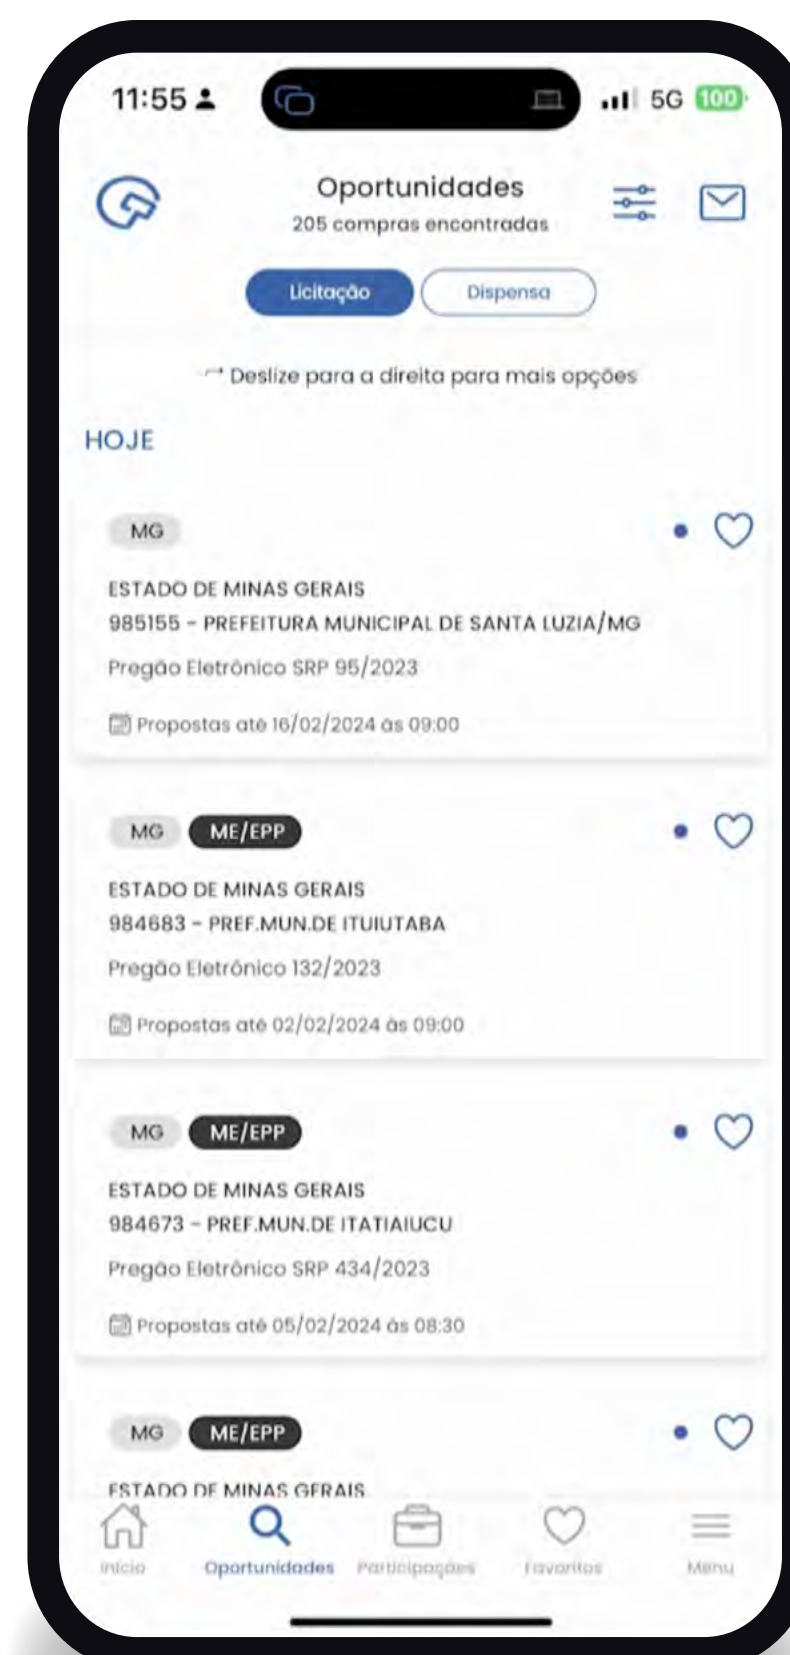 11:55
5G 100
Oportunidades
205 compras encontradas
Licitação Dispensa
Deslize para a direita para mais opções
HOJE
MG
ESTADO DE MINAS GERAIS
985155 - PREFEITURA MUNICIPAL DE SANTA LUZIA/MG
Pregão Eletrônico SRP 95/2023
Propostas até 16/02/2024 às 09:00
MG ME/EPP
ESTADO DE MINAS GERAIS
984683 - PREF.MUN.DE ITUIUTABA
Pregão Eletrônico 132/2023
Propostas até 02/02/2024 às 09:00
MG ME/EPP
ESTADO DE MINAS GERAIS
984673 - PREF.MUN.DE ITATIAIUCU
Pregão Eletrônico SRP 434/2023
Propostas até 05/02/2024 às 08:30
MG ME/EPP
ESTADO DE MINAS GERAIS
Início Oportunidades Participações Favoritos Menu